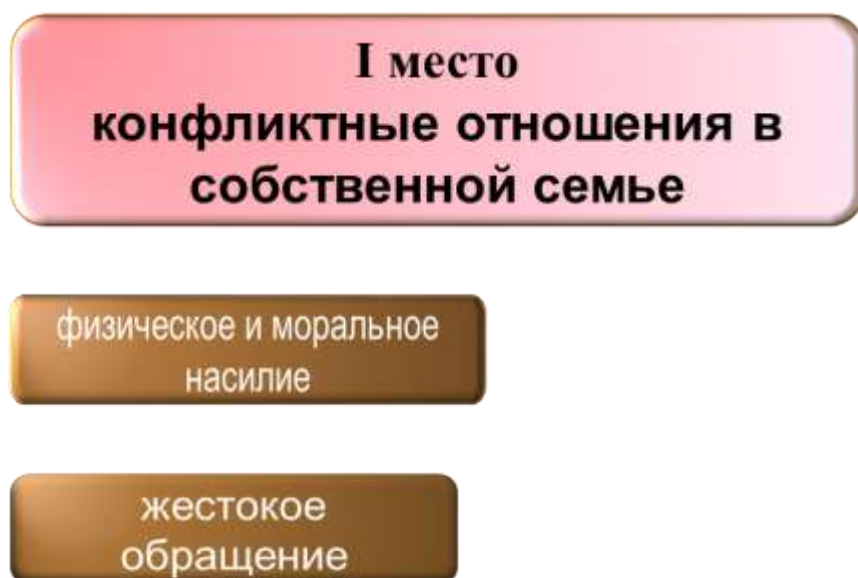 I место
конфликтные отношения в
собственной семье
физическое и моральное
насилие
жестокое
обращение